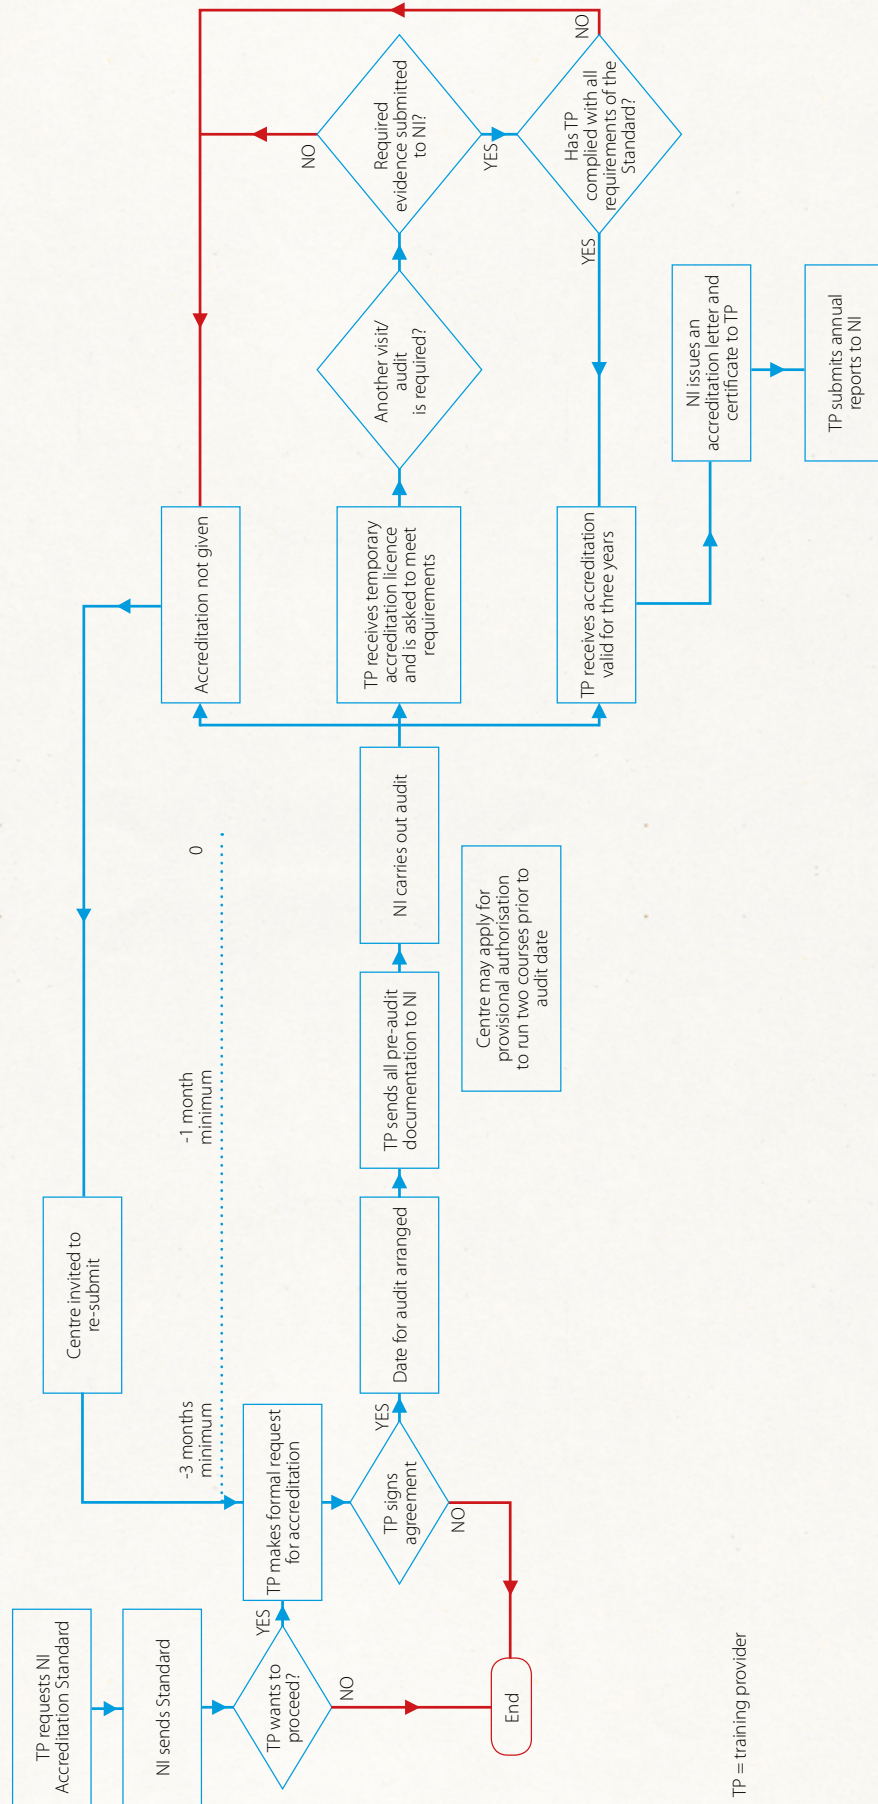 TP requests NI
Accreditation Standard
NI sends Standard
TP wants to
proceed?
YES
NO
End
TP makes formal request
for accreditation
TP signs
agreement
YES
NO
-3 months
minimum
-1 month
minimum
0
Centre invited to
re-submit
Date for audit arranged
TP sends all pre-audit
documentation to NI
NI carries out audit
Centre may apply for
provisional authorisation
to run two courses prior to
audit date
Accreditation not given
TP receives temporary
accreditation licence
and is asked to meet
requirements
TP receives accreditation
valid for three years
Another visit/
audit
is required?
Required
evidence submitted
to NI?
NO
YES
Has TP
complied with all
requirements of the
Standard?
NO
YES
NI issues an
accreditation letter and
certificate to TP
TP submits annual
reports to NI
TP = training provider